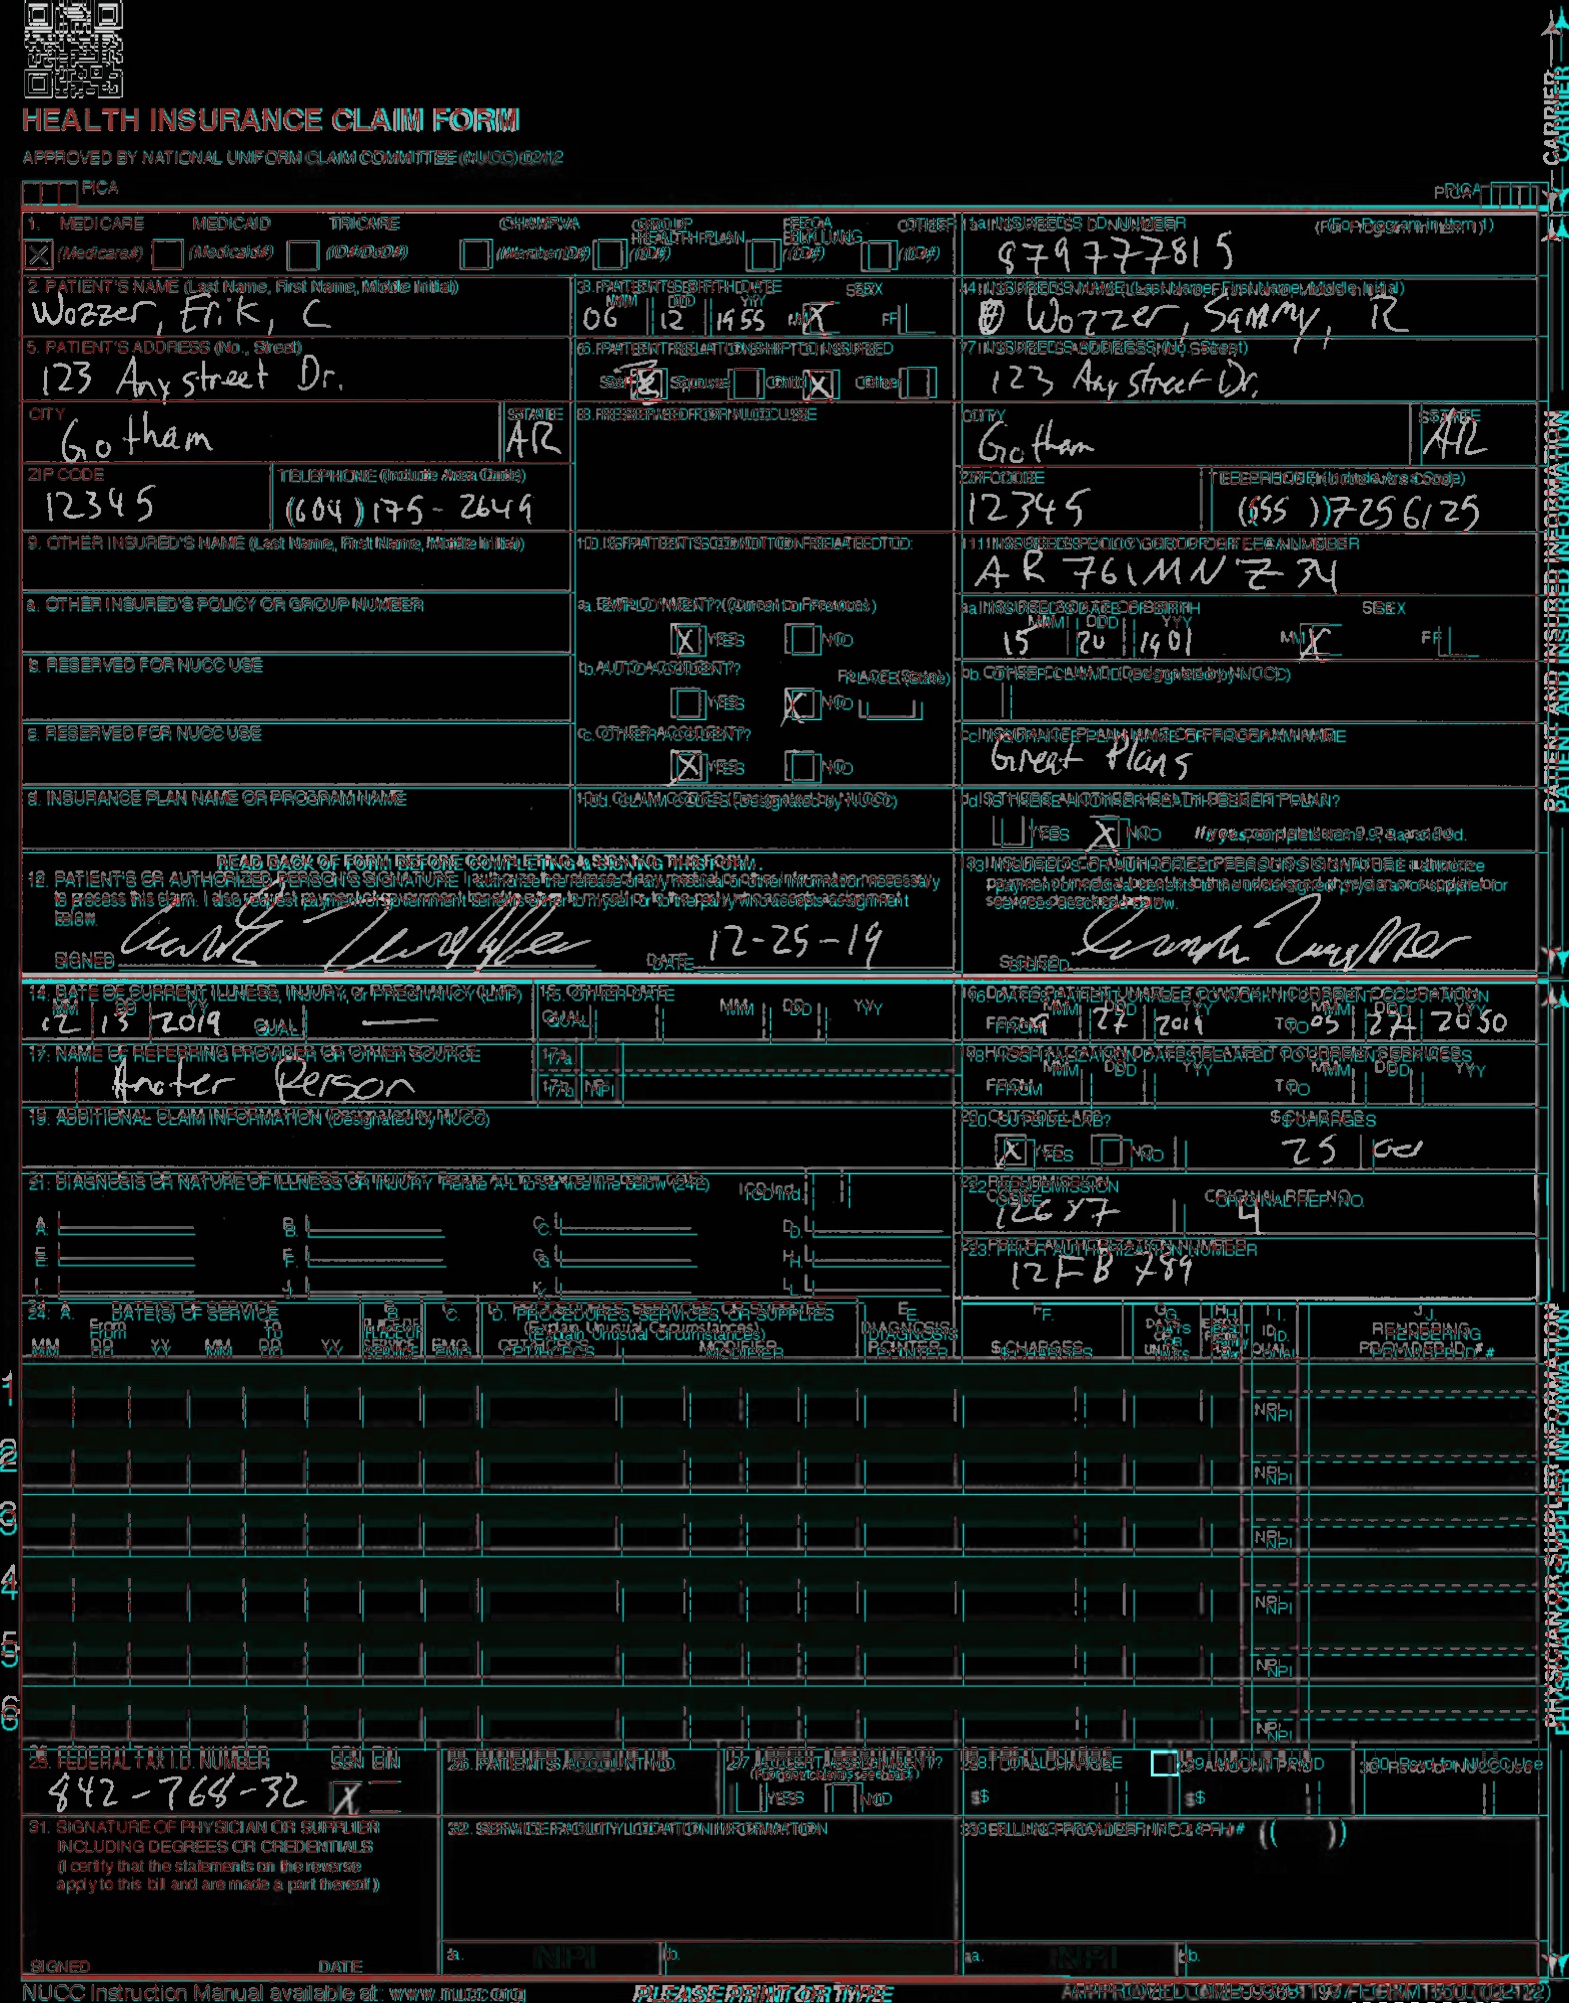 HEALTH INSURANCE CLAIM FORM
APPROVED BY NATIONAL UNIFORM CLAIM COMMITTEE (NUCC) 02/12
PICA PICA
1. MEDICARE MEDICAID TRICARE CHAMPVA GROUP HEALTH PLAN FECA BLK LUNG OTHER 1a. INSURED'S I.D. NUMBER (For Program in Item 1)
X (Medicare#) (Medicaid#) (ID#/DoD#) (Member ID#) (ID#) (ID#) (ID#) 879777815
2. PATIENT'S NAME (Last Name, First Name, Middle Initial) 3. PATIENT'S BIRTH DATE SEX 4. INSURED'S NAME (Last Name, First Name, Middle Initial)
Wozzer, Erik, C MM 06 DD 12 YY 1955 M X F Wozzer, Sammy, R
5. PATIENT'S ADDRESS (No., Street) 6. PATIENT RELATIONSHIP TO INSURED 7. INSURED'S ADDRESS (No., Street)
123 Any street Dr. Self Spouse Child X Other 123 Any street Dr.
CITY STATE 8. RESERVED FOR NUCC USE CITY STATE
Gotham AR Gotham AR
ZIP CODE TELEPHONE (Include Area Code) ZIP CODE TELEPHONE (Include Area Code)
12345 (604) 175-2649 12345 (555) 7256125
9. OTHER INSURED'S NAME (Last Name, First Name, Middle Initial) 10. IS PATIENT'S CONDITION RELATED TO: 11. INSURED'S POLICY GROUP OR FECA NUMBER
AR 761MNZ34
a. OTHER INSURED'S POLICY OR GROUP NUMBER a. EMPLOYMENT? (Current or Previous) a. INSURED'S DATE OF BIRTH SEX
X YES NO MM 15 DD 20 YY 1901 M X F
b. RESERVED FOR NUCC USE b. AUTO ACCIDENT? PLACE (State) b. OTHER CLAIM ID (Designated by NUCC)
YES X NO
c. RESERVED FOR NUCC USE c. OTHER ACCIDENT? c. INSURANCE PLAN NAME OR PROGRAM NAME
X YES NO Great Plans
d. INSURANCE PLAN NAME OR PROGRAM NAME 10d. CLAIM CODES (Designated by NUCC) d. IS THERE ANOTHER HEALTH BENEFIT PLAN?
YES X NO If yes, complete items 9, 9a, and 9d.
READ BACK OF FORM BEFORE COMPLETING & SIGNING THIS FORM.
12. PATIENT'S OR AUTHORIZED PERSON'S SIGNATURE I authorize the release of any medical or other information necessary
to process this claim. I also request payment of government benefits either to myself or to the party who accepts assignment
below.
SIGNED DATE 12-25-19
13. INSURED'S OR AUTHORIZED PERSON'S SIGNATURE I authorize
payment of medical benefits to the undersigned physician or supplier for
services described below.
SIGNED
14. DATE OF CURRENT ILLNESS, INJURY, or PREGNANCY (LMP) 15. OTHER DATE 16. DATES PATIENT UNABLE TO WORK IN CURRENT OCCUPATION
MM 12 DD 13 YY 2019 QUAL. — QUAL. MM DD YY FROM MM DD 27 YY 2019 TO MM 05 DD YY 2050
17. NAME OF REFERRING PROVIDER OR OTHER SOURCE 17a. 18. HOSPITALIZATION DATES RELATED TO CURRENT SERVICES
Anoter Person 17b. NPI FROM MM DD YY TO MM DD YY
19. ADDITIONAL CLAIM INFORMATION (Designated by NUCC) 20. OUTSIDE LAB? $ CHARGES
X YES NO 25 00
21. DIAGNOSIS OR NATURE OF ILLNESS OR INJURY Relate A-L to service line below (24E) ICD Ind. 22. RESUBMISSION CODE ORIGINAL REF. NO.
12687 4
A. B. C. D.
E. F. G. H. 23. PRIOR AUTHORIZATION NUMBER
I. J. K. L. 12FB789
24. A. DATE(S) OF SERVICE B. C. D. PROCEDURES, SERVICES, OR SUPPLIES E. F. G. H. I. J.
From To PLACE OF SERVICE EMG (Explain Unusual Circumstances) DIAGNOSIS POINTER $ CHARGES DAYS OR UNITS ID. QUAL. RENDERING PROVIDER ID. #
MM DD YY MM DD YY CPT/HCPCS MODIFIER
1 NPI
2 NPI
3 NPI
4 NPI
5 NPI
6 NPI
25. FEDERAL TAX I.D. NUMBER SSN EIN 26. PATIENT'S ACCOUNT NO. 27. ACCEPT ASSIGNMENT? 28. TOTAL CHARGE 29. AMOUNT PAID 30. Rsvd for NUCC Use
842-768-32 X (For govt. claims, see back) YES NO $ $
31. SIGNATURE OF PHYSICIAN OR SUPPLIER 32. SERVICE FACILITY LOCATION INFORMATION 33. BILLING PROVIDER INFO & PH # ( )
INCLUDING DEGREES OR CREDENTIALS
(I certify that the statements on the reverse
apply to this bill and are made a part thereof.)
SIGNED DATE a. NPI b. a. NPI b.
NUCC Instruction Manual available at: www.nucc.org PLEASE PRINT OR TYPE
CARRIER
PATIENT AND INSURED INFORMATION
PHYSICIAN OR SUPPLIER INFORMATION